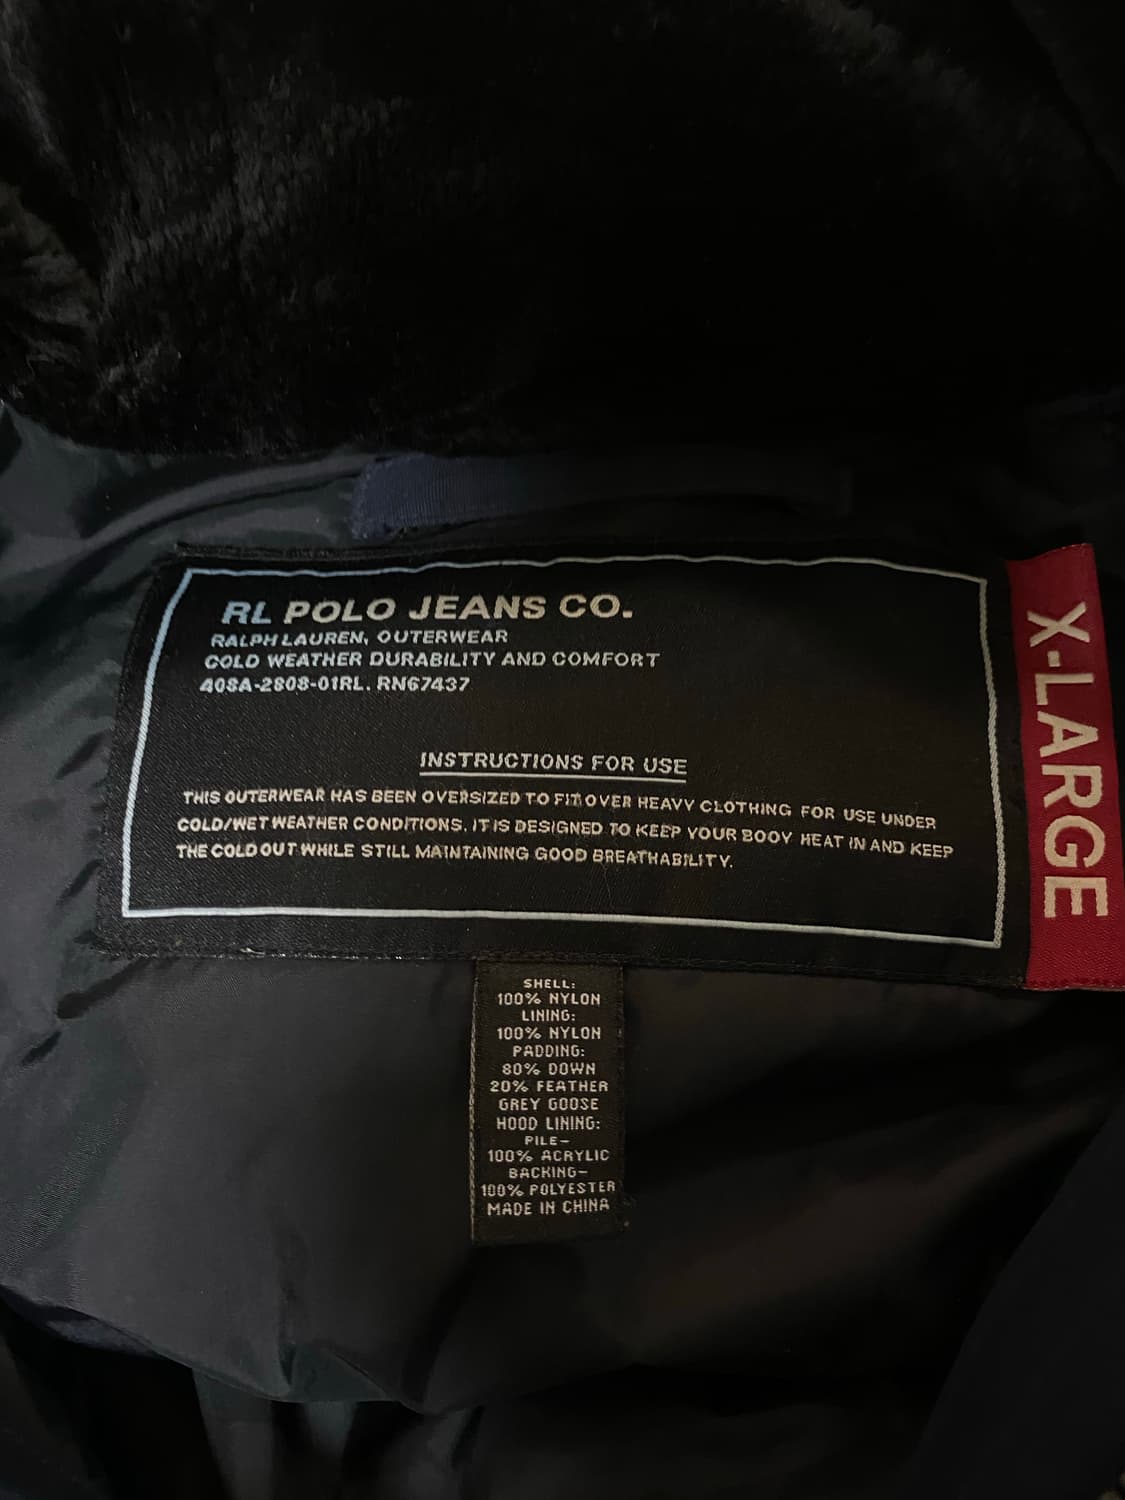 RL POLO JEANS CO.
RALPH LAUREN, OUTERWEAR
COLD WEATHER DURABILITY AND COMFORT
408A-2808-01RL. RN67437
INSTRUCTIONS FOR USE
THIS OUTERWEAR HAS BEEN OVERSIZED TO FIT OVER HEAVY CLOTHING FOR USE UNDER
COLD/WET WEATHER CONDITIONS. IT IS DESIGNED TO KEEP YOUR BODY HEAT IN AND KEEP
THE COLD OUT WHILE STILL MAINTAINING GOOD BREATHABILITY.
X-LARGE
SHELL:
100% NYLON
LINING:
100% NYLON
PADDING:
80% DOWN
20% FEATHER
GREY GOOSE
HOOD LINING:
PILE-
100% ACRYLIC
BACKING-
100% POLYESTER
MADE IN CHINA